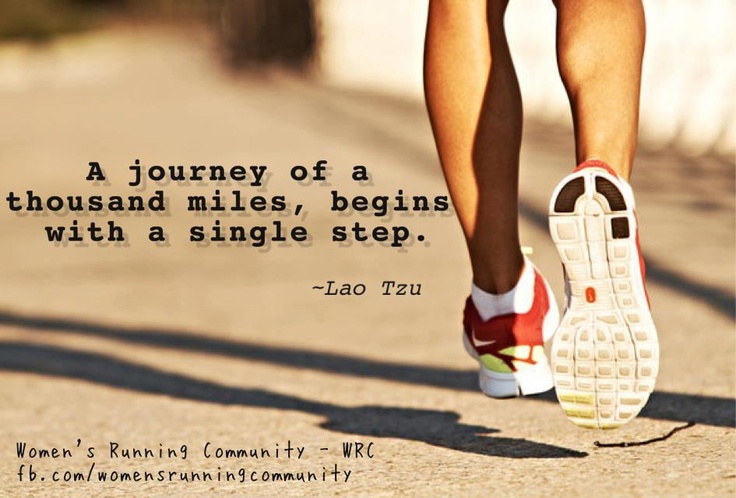 A journey of a
thousand miles, begins
with a single step.
~Lao Tzu
Women's Running Community - WRC
fb.com/womensrunningcommunity